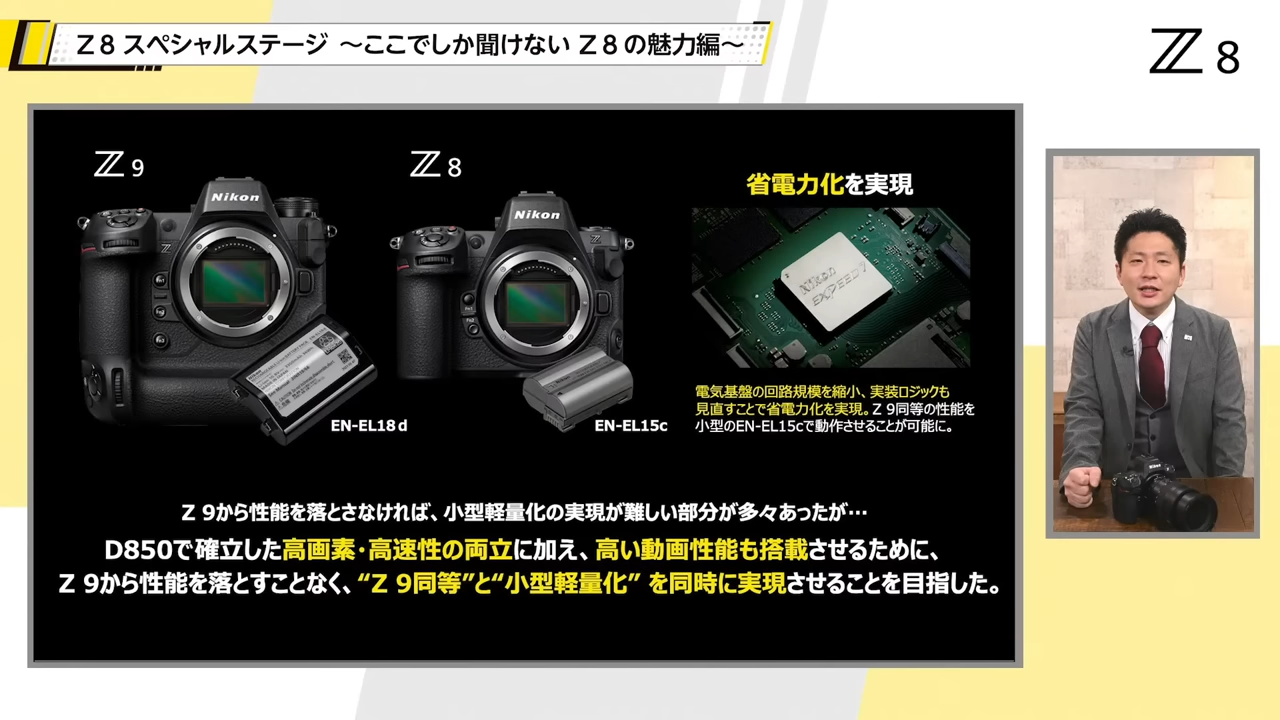 Z 8 スペシャルステージ ～ここでしか聞けない Z 8 の魅力編～
Z 8
Z 9
Z 8
Nikon
Nikon
EN-EL18d
EN-EL15c
省電力化を実現
Nikon
EXPEED 7
電気基盤の回路規模を縮小、実装ロジックも
見直すことで省電力化を実現。Z 9同等の性能を
小型のEN-EL15cで動作させることが可能に。
Z 9から性能を落とさなければ、小型軽量化の実現が難しい部分が多々あったが…
D850で確立した高画素・高速性の両立に加え、高い動画性能も搭載させるために、
Z 9から性能を落とすことなく、“Z 9同等”と“小型軽量化” を同時に実現させることを目指した。